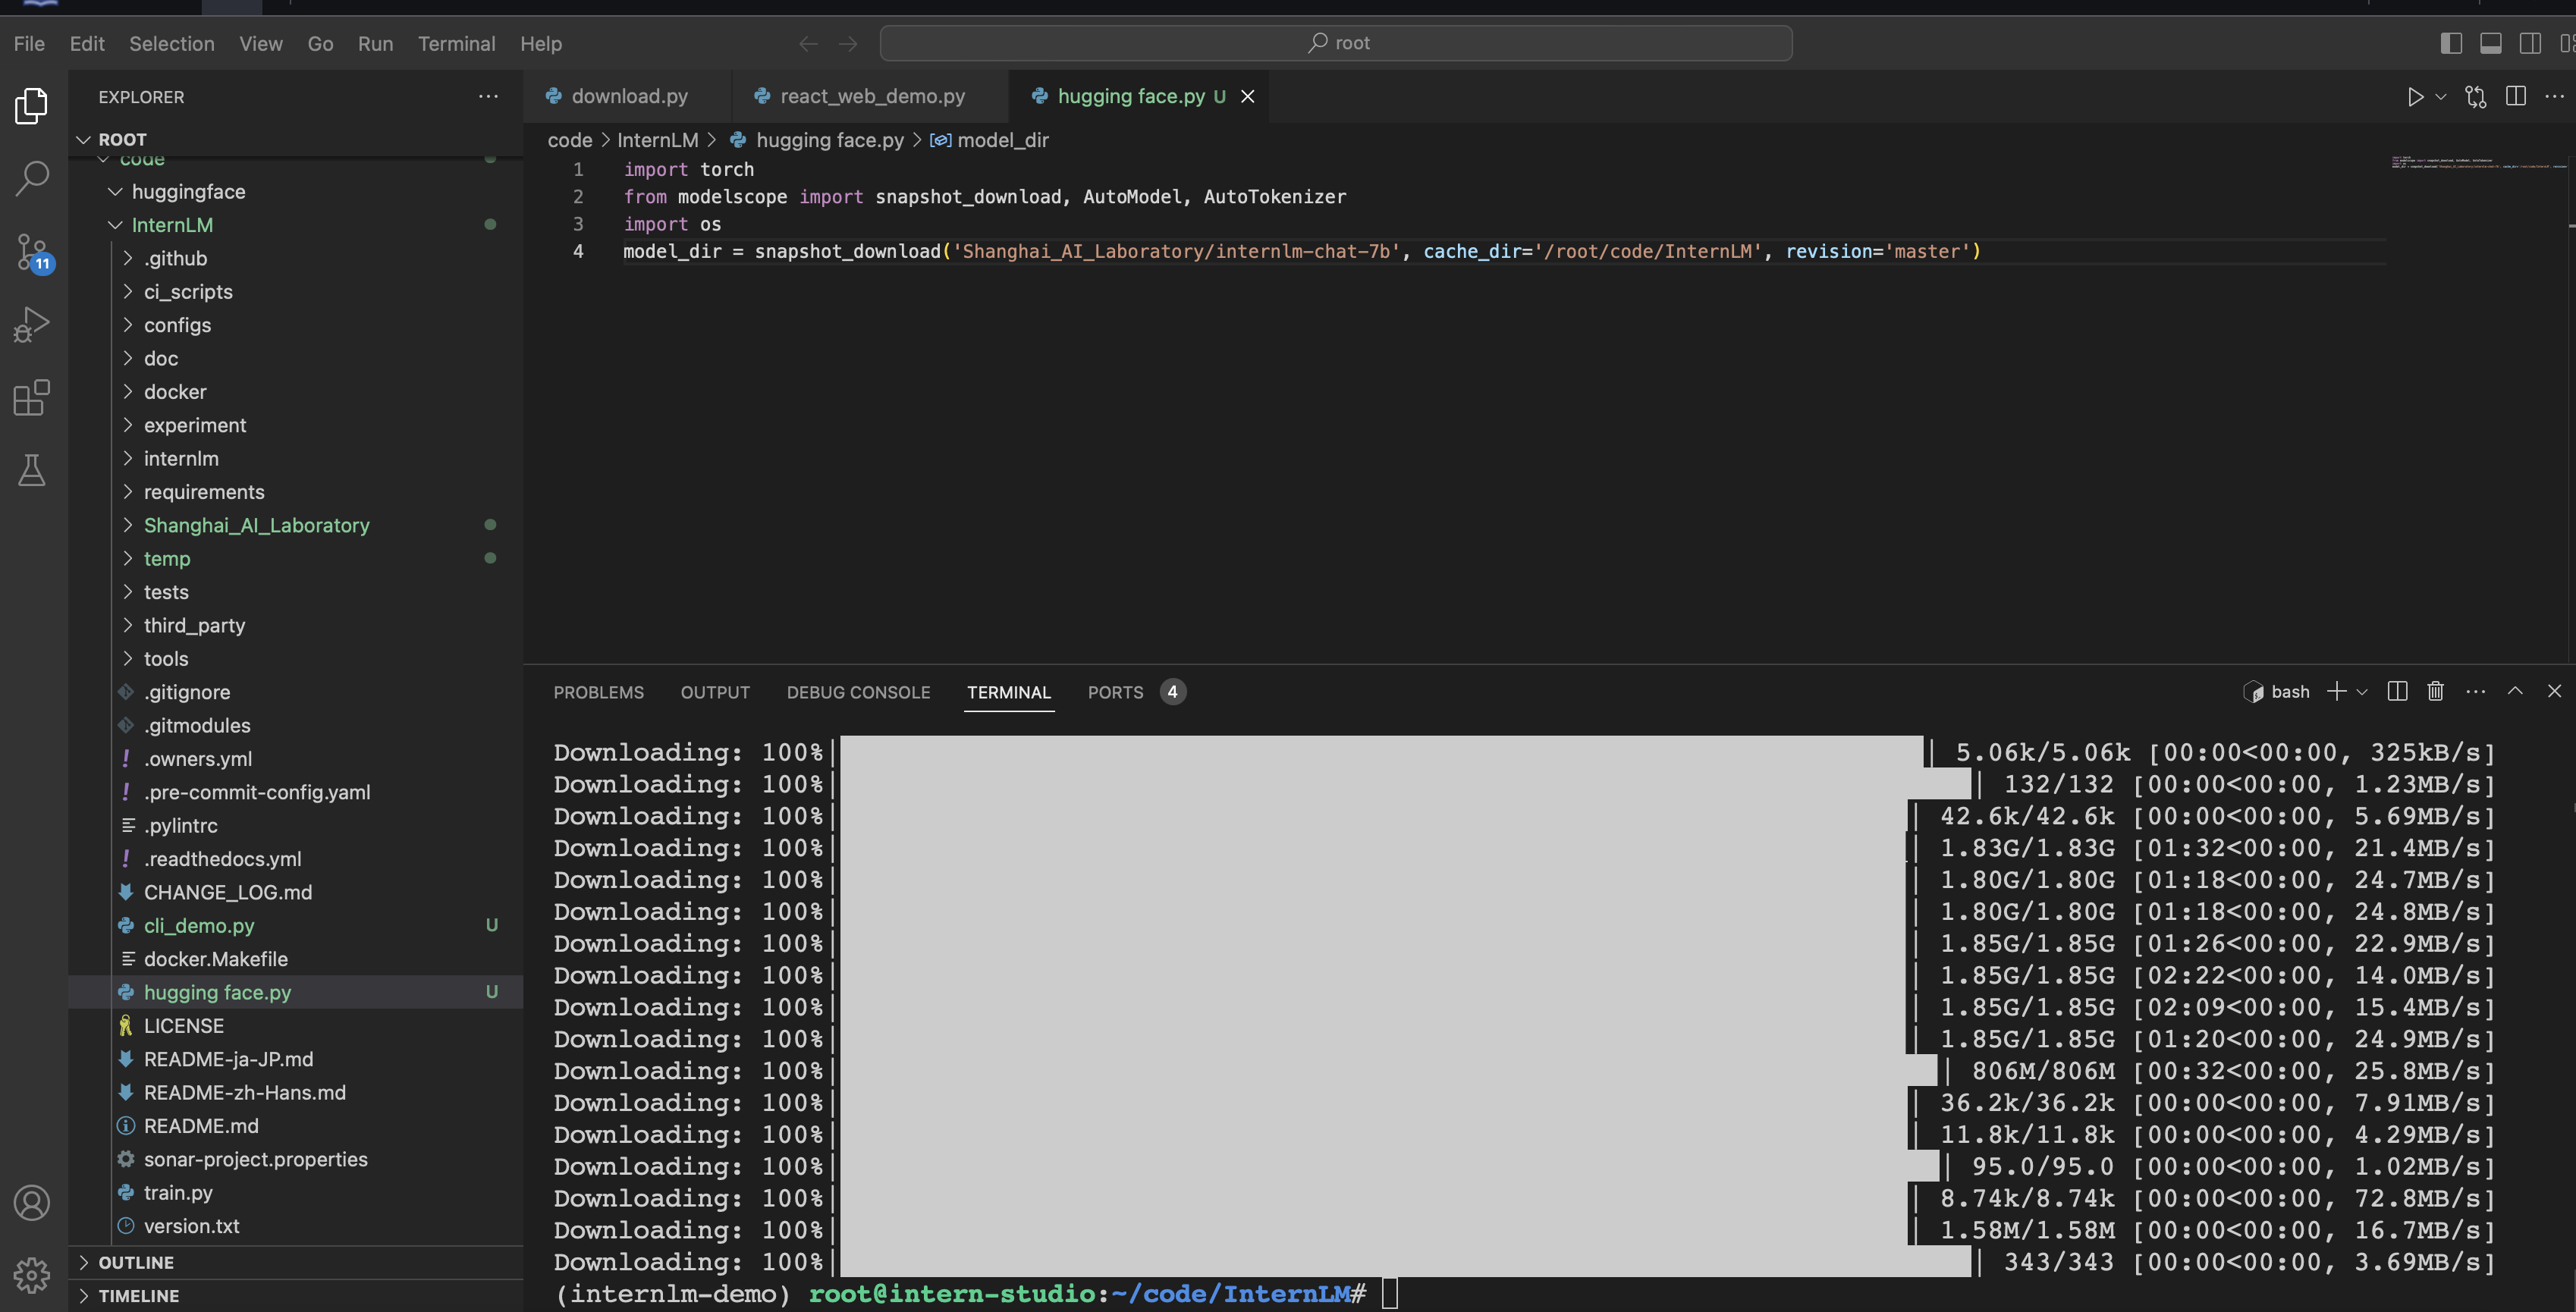 File Edit Selection View Go Run Terminal Help
root
EXPLORER
ROOT
code
huggingface
InternLM
.github
ci_scripts
configs
doc
docker
experiment
internlm
requirements
Shanghai_AI_Laboratory
temp
tests
third_party
tools
.gitignore
.gitmodules
.owners.yml
.pre-commit-config.yaml
.pylintrc
.readthedocs.yml
CHANGE_LOG.md
cli_demo.py U
docker.Makefile
hugging face.py U
LICENSE
README-ja-JP.md
README-zh-Hans.md
README.md
sonar-project.properties
train.py
version.txt
OUTLINE
TIMELINE
11
download.py react_web_demo.py hugging face.py U
code > InternLM > hugging face.py > model_dir
1 import torch
2 from modelscope import snapshot_download, AutoModel, AutoTokenizer
3 import os
4 model_dir = snapshot_download('Shanghai_AI_Laboratory/internlm-chat-7b', cache_dir='/root/code/InternLM', revision='master')
PROBLEMS OUTPUT DEBUG CONSOLE TERMINAL PORTS 4
bash
Downloading: 100%| | 5.06k/5.06k [00:00<00:00, 325kB/s]
Downloading: 100%| | 132/132 [00:00<00:00, 1.23MB/s]
Downloading: 100%| | 42.6k/42.6k [00:00<00:00, 5.69MB/s]
Downloading: 100%| | 1.83G/1.83G [01:32<00:00, 21.4MB/s]
Downloading: 100%| | 1.80G/1.80G [01:18<00:00, 24.7MB/s]
Downloading: 100%| | 1.80G/1.80G [01:18<00:00, 24.8MB/s]
Downloading: 100%| | 1.85G/1.85G [01:26<00:00, 22.9MB/s]
Downloading: 100%| | 1.85G/1.85G [02:22<00:00, 14.0MB/s]
Downloading: 100%| | 1.85G/1.85G [02:09<00:00, 15.4MB/s]
Downloading: 100%| | 1.85G/1.85G [01:20<00:00, 24.9MB/s]
Downloading: 100%| | 806M/806M [00:32<00:00, 25.8MB/s]
Downloading: 100%| | 36.2k/36.2k [00:00<00:00, 7.91MB/s]
Downloading: 100%| | 11.8k/11.8k [00:00<00:00, 4.29MB/s]
Downloading: 100%| | 95.0/95.0 [00:00<00:00, 1.02MB/s]
Downloading: 100%| | 8.74k/8.74k [00:00<00:00, 72.8MB/s]
Downloading: 100%| | 1.58M/1.58M [00:00<00:00, 16.7MB/s]
Downloading: 100%| | 343/343 [00:00<00:00, 3.69MB/s]
(internlm-demo) root@intern-studio:~/code/InternLM#